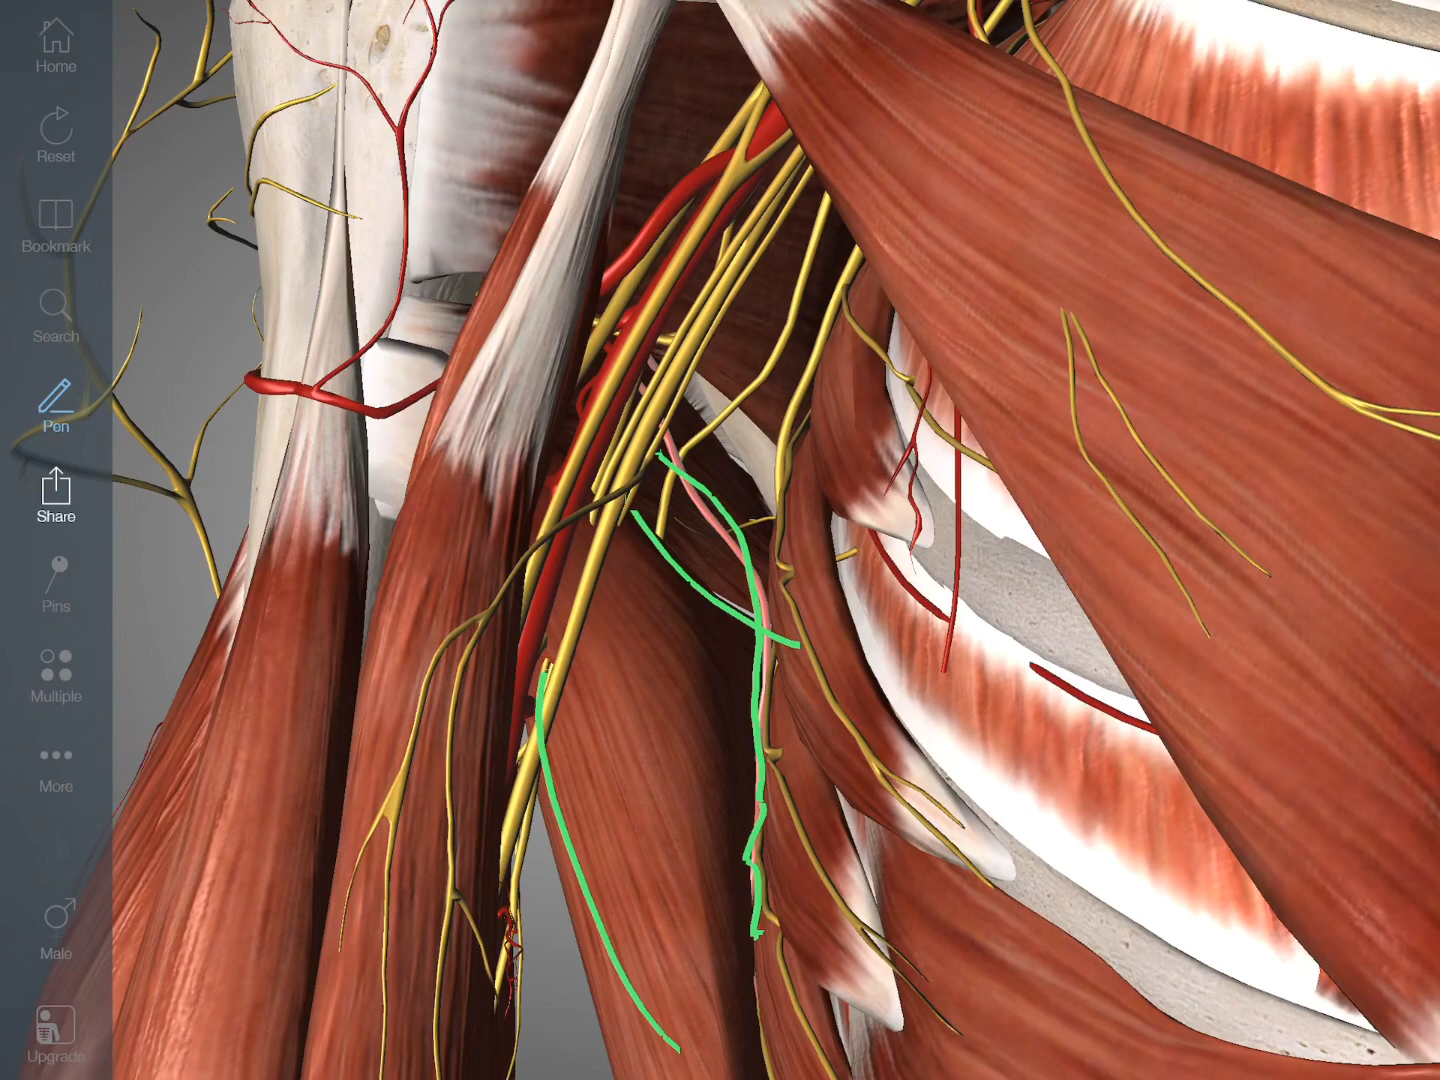 Home
Reset
Bookmark
Search
Pen
Share
Pins
Multiple
More
Male
Upgrade